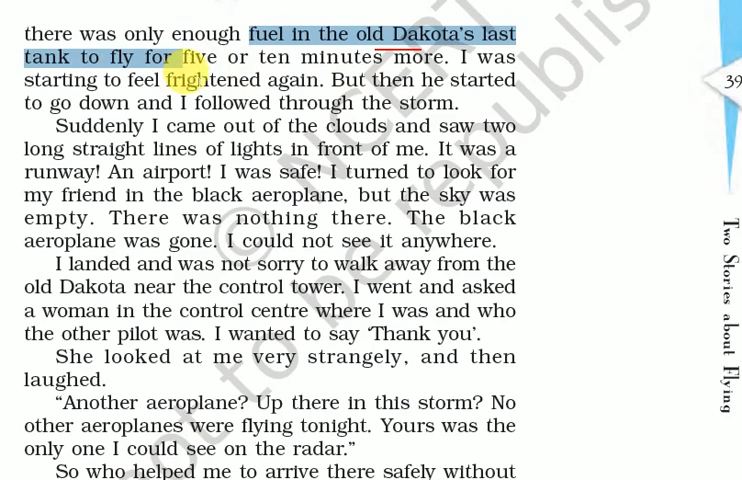 there was only enough fuel in the old Dakota's last
tank to fly for five or ten minutes more. I was
starting to feel frightened again. But then he started
to go down and I followed through the storm.
Suddenly I came out of the clouds and saw two
long straight lines of lights in front of me. It was a
runway! An airport! I was safe! I turned to look for
my friend in the black aeroplane, but the sky was
empty. There was nothing there. The black
aeroplane was gone. I could not see it anywhere.
I landed and was not sorry to walk away from the
old Dakota near the control tower. I went and asked
a woman in the control centre where I was and who
the other pilot was. I wanted to say ‘Thank you’.
She looked at me very strangely, and then
laughed.
“Another aeroplane? Up there in this storm? No
other aeroplanes were flying tonight. Yours was the
only one I could see on the radar.”
So who helped me to arrive there safely without
39
Two Stories about Flying
© NCERT
not to be republis